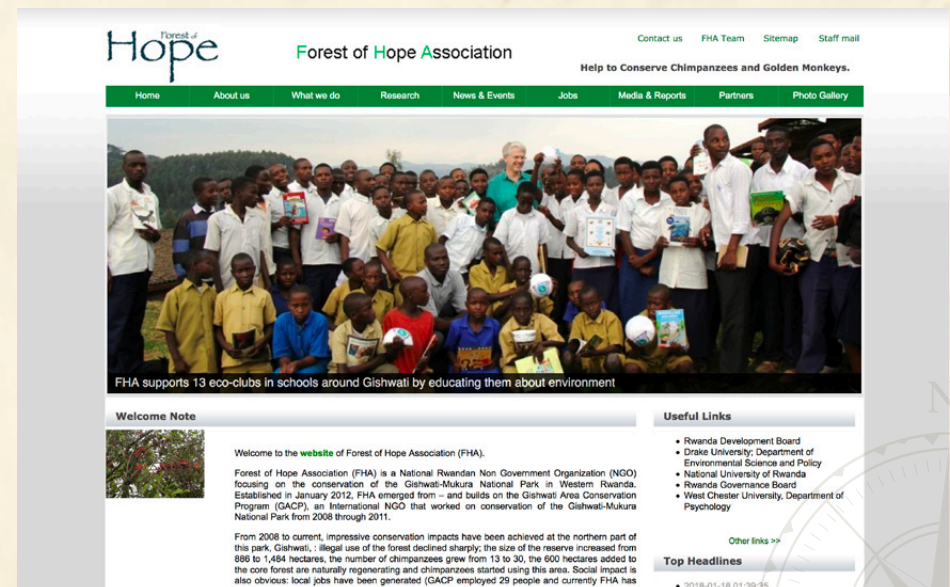 Forest of
Hope
Forest of Hope Association
Contact us FHA Team Sitemap Staff mail
Help to Conserve Chimpanzees and Golden Monkeys.
Home About us What we do Research News & Events Jobs Media & Reports Partners Photo Gallery
FHA supports 13 eco-clubs in schools around Gishwati by educating them about environment
Welcome Note
Welcome to the website of Forest of Hope Association (FHA).
Forest of Hope Association (FHA) is a National Rwandan Non Government Organization (NGO)
focusing on the conservation of the Gishwati-Mukura National Park in Western Rwanda.
Established in January 2012, FHA emerged from – and builds on the Gishwati Area Conservation
Program (GACP), an International NGO that worked on conservation of the Gishwati-Mukura
National Park from 2008 through 2011.
From 2008 to current, impressive conservation impacts have been achieved at the northern part of
this park, Gishwati, : illegal use of the forest declined sharply; the size of the reserve increased from
886 to 1,484 hectares, the number of chimpanzees grew from 13 to 30, the 600 hectares added to
the core forest are naturally regenerating and chimpanzees started using this area. Social impact is
also obvious: local jobs have been generated (GACP employed 29 people and currently FHA has
Useful Links
Rwanda Development Board
Drake University; Department of
Environmental Science and Policy
National University of Rwanda
Rwanda Governance Board
West Chester University, Department of
Psychology
Other links >>
Top Headlines
2018-01-16 01:39:35
N